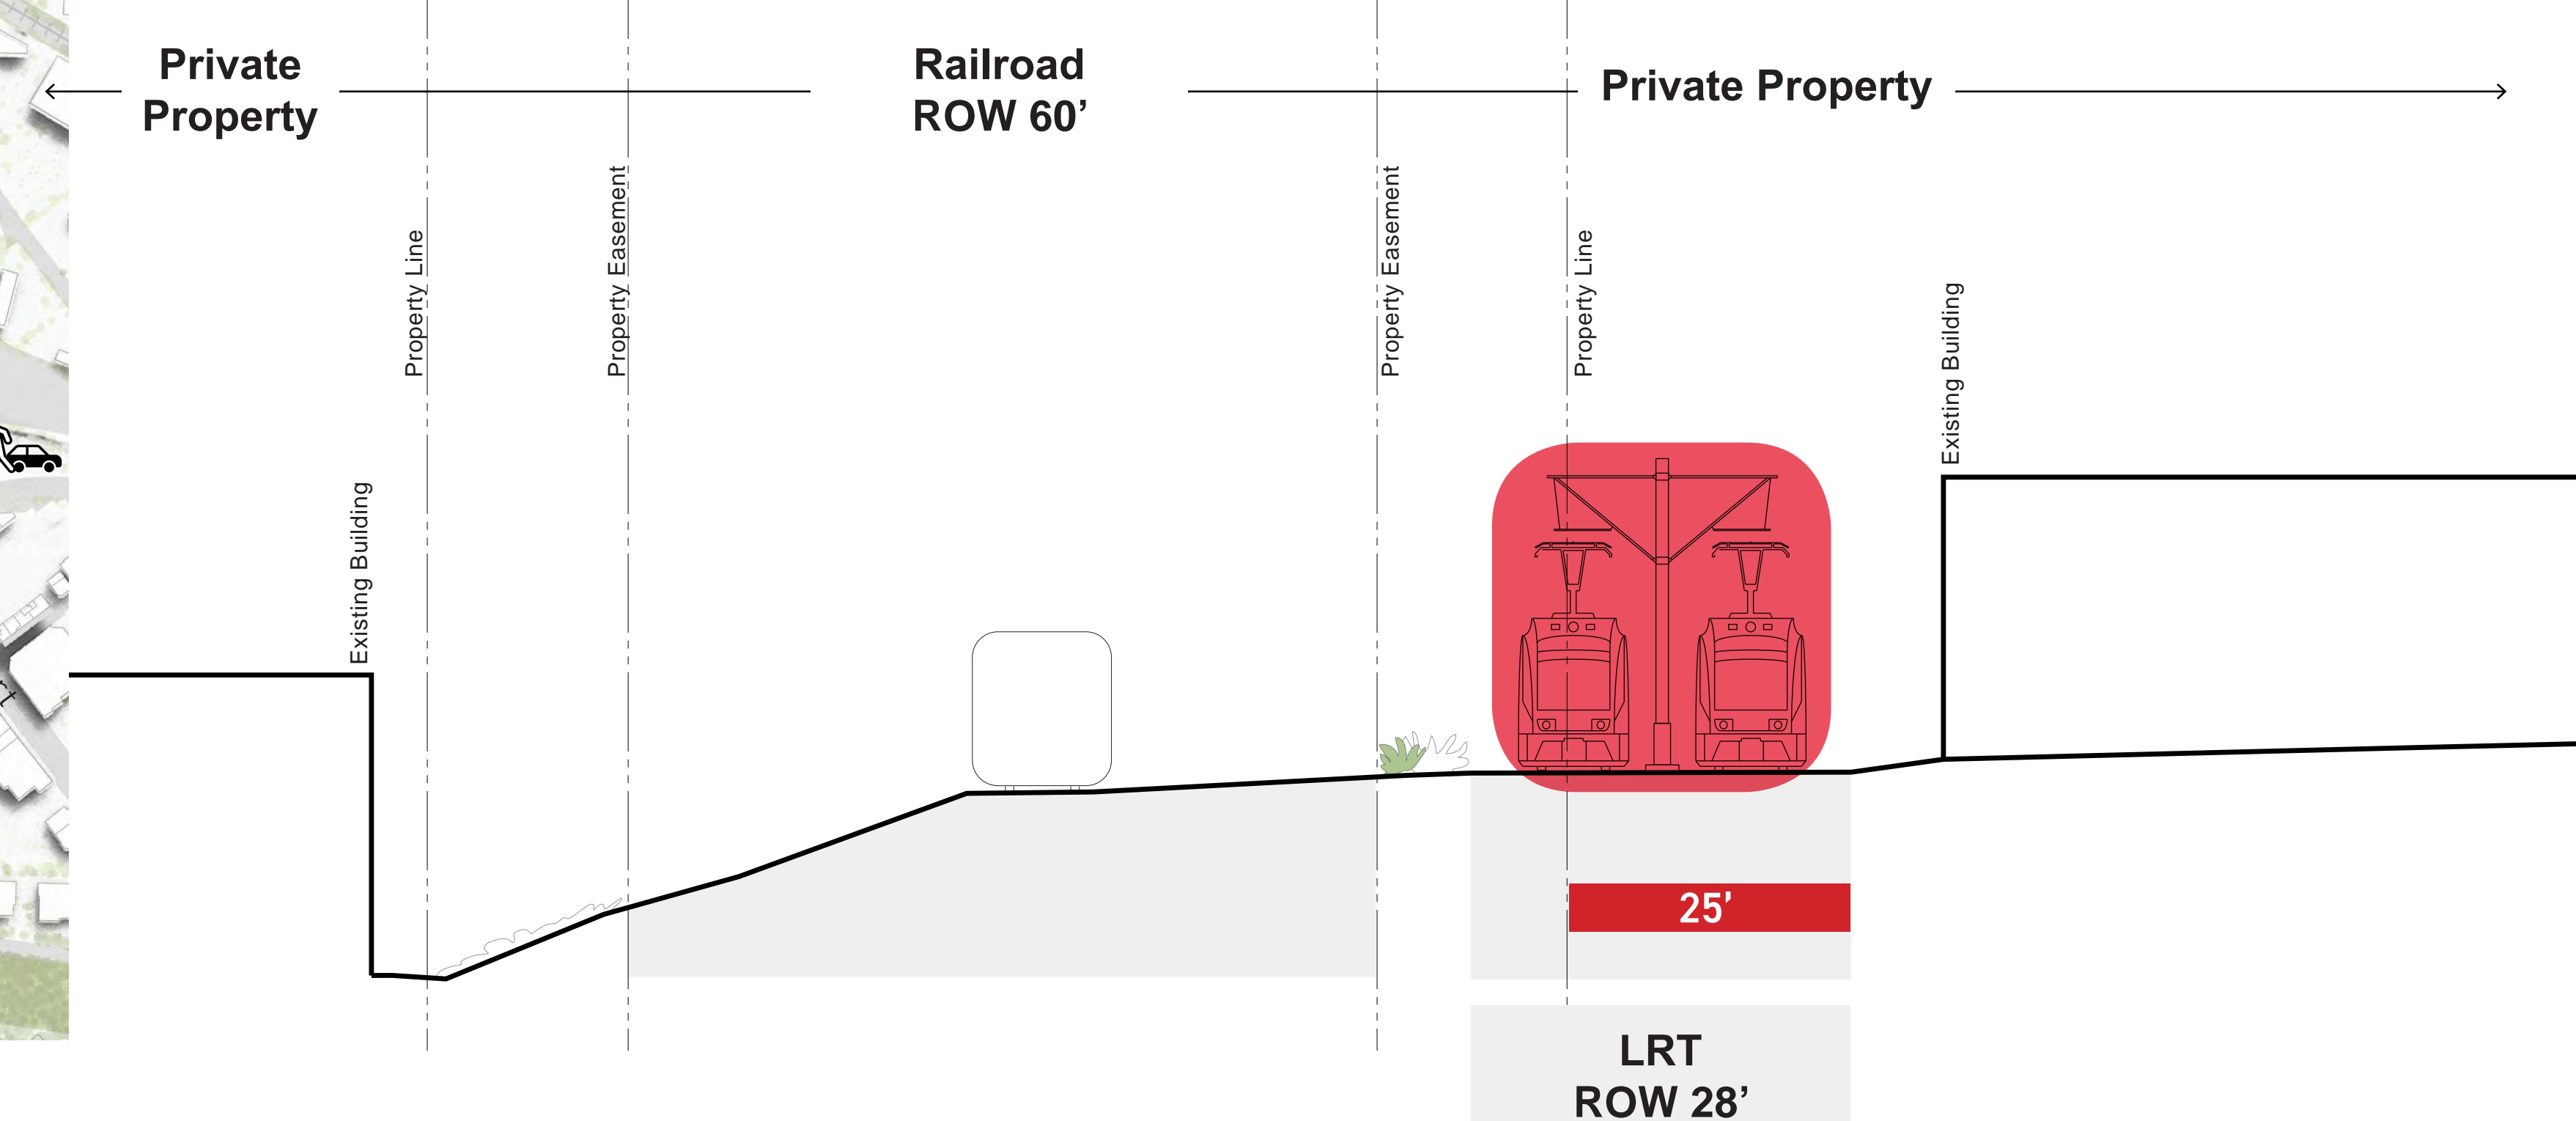 Private
Property
Railroad
ROW 60’
Private Property
Property Line
Property Easement
Property Easement
Property Line
Existing Building
Existing Building
25’
LRT
ROW 28’
rt